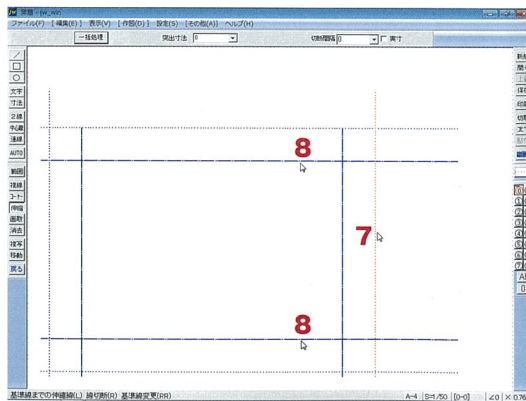 無題 - jw_win
ファイル(F) [編集(E)] 表示(V) [作図(D)] 設定(S) [その他(A)] ヘルプ(H)
一括処理 突出寸法 0 切断間隔 0 実寸
文字
寸法
2線
中心線
連線
AUTO
範囲
複線
コーナー
伸縮
面取
消去
複写
移動
戻る
8
7
8
基準線までの伸縮線(L) 線切断(R) 基準線変更(RR) A-4 S=1/50 [0-0] ∠0 × 0.76